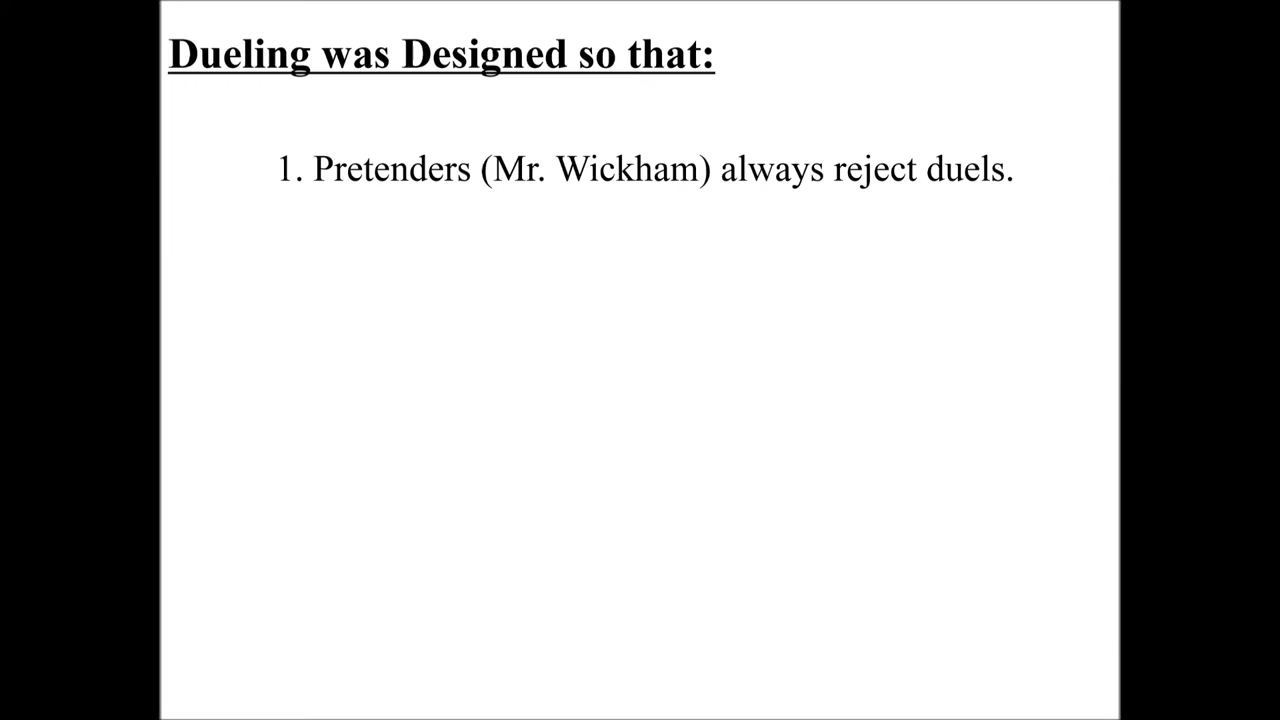 Dueling was Designed so that:
1. Pretenders (Mr. Wickham) always reject duels.